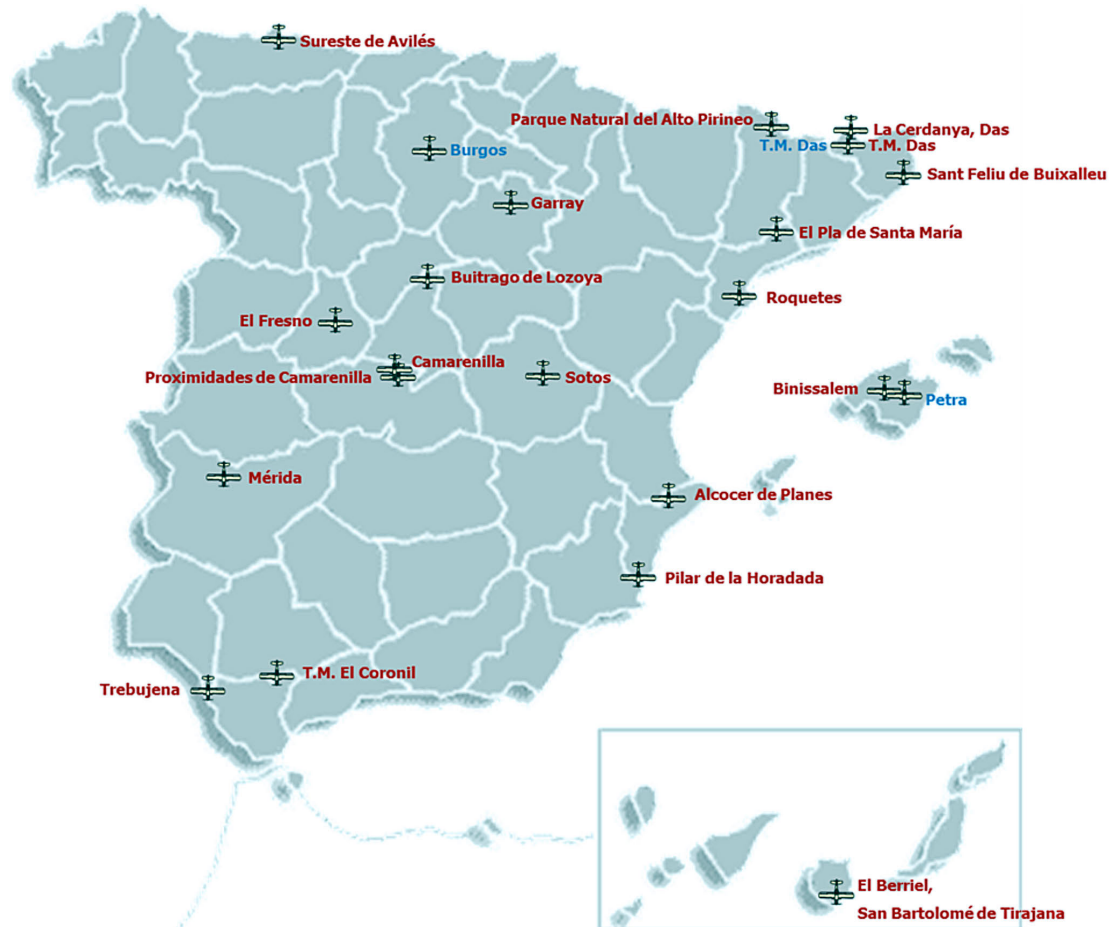 Sureste de Avilés
Parque Natural del Alto Pirineo
La Cerdanya, Das
T.M. Das
T.M. Das
Burgos
Sant Feliu de Buixalleu
Garray
El Pla de Santa María
Buitrago de Lozoya
Roquetes
El Fresno
Camarenilla
Proximidades de Camarenilla
Sotos
Binissalem
Petra
Mérida
Alcocer de Planes
Pilar de la Horadada
T.M. El Coronil
Trebujena
El Berriel,
San Bartolomé de Tirajana